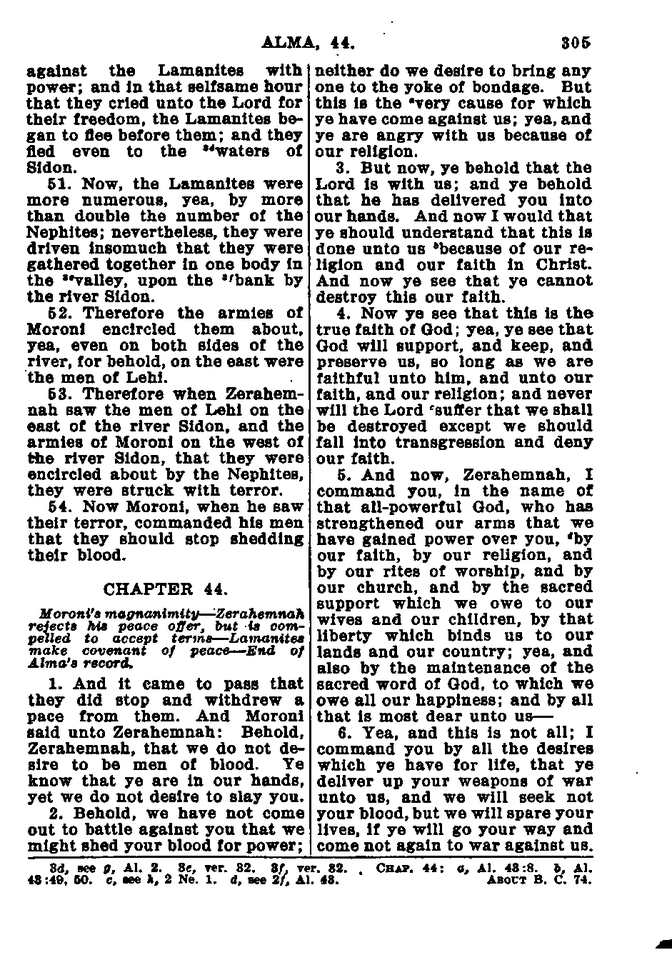 ALMA, 44. 305
against the Lamanites with
power; and in that selfsame hour
that they cried unto the Lord for
their freedom, the Lamanites be-
gan to flee before them; and they
fled even to the 3dwaters of
Sidon.
51. Now, the Lamanites were
more numerous, yea, by more
than double the number of the
Nephites; nevertheless, they were
driven insomuch that they were
gathered together in one body in
the 3evalley, upon the 3fbank by
the river Sidon.
52. Therefore the armies of
Moroni encircled them about,
yea, even on both sides of the
river, for behold, on the east were
the men of Lehi.
53. Therefore when Zerahem-
nah saw the men of Lehi on the
east of the river Sidon, and the
armies of Moroni on the west of
the river Sidon, that they were
encircled about by the Nephites,
they were struck with terror.
54. Now Moroni, when he saw
their terror, commanded his men
that they should stop shedding
their blood.
CHAPTER 44.
Moroni's magnanimity—Zerahemnah
rejects his peace offer, but is com-
pelled to accept terms—Lamanites
make covenant of peace—End of
Alma's record.
1. And it came to pass that
they did stop and withdrew a
pace from them. And Moroni
said unto Zerahemnah: Behold,
Zerahemnah, that we do not de-
sire to be men of blood. Ye
know that ye are in our hands,
yet we do not desire to slay you.
2. Behold, we have not come
out to battle against you that we
might shed your blood for power;
neither do we desire to bring any
one to the yoke of bondage. But
this is the avery cause for which
ye have come against us; yea, and
ye are angry with us because of
our religion.
3. But now, ye behold that the
Lord is with us; and ye behold
that he has delivered you into
our hands. And now I would that
ye should understand that this is
done unto us bbecause of our re-
ligion and our faith in Christ.
And now ye see that ye cannot
destroy this our faith.
4. Now ye see that this is the
true faith of God; yea, ye see that
God will support, and keep, and
preserve us, so long as we are
faithful unto him, and unto our
faith, and our religion; and never
will the Lord csuffer that we shall
be destroyed except we should
fall into transgression and deny
our faith.
5. And now, Zerahemnah, I
command you, in the name of
that all-powerful God, who has
strengthened our arms that we
have gained power over you, dby
our faith, by our religion, and
by our rites of worship, and by
our church, and by the sacred
support which we owe to our
wives and our children, by that
liberty which binds us to our
lands and our country; yea, and
also by the maintenance of the
sacred word of God, to which we
owe all our happiness; and by all
that is most dear unto us—
6. Yea, and this is not all; I
command you by all the desires
which ye have for life, that ye
deliver up your weapons of war
unto us, and we will seek not
your blood, but we will spare your
lives, if ye will go your way and
come not again to war against us.
3d, see g, Al. 2. 3e, ver. 32. 3f, ver. 32. CHAP. 44: a, Al. 43:8. b, Al.
43:49, 50. c, see h, 2 Ne. 1. d, see 2f, Al. 43. ABOUT B. C. 74.